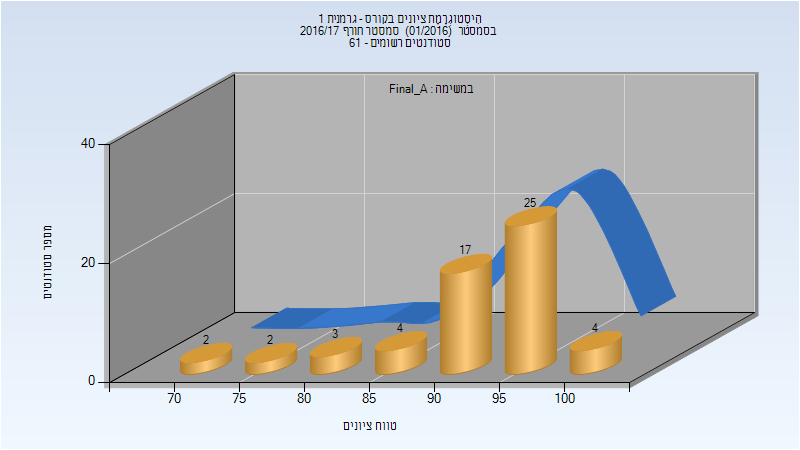 היסטוגרמת ציונים בקורס - גרמנית 1
בסמסטר (01/2016) סמסטר חורף 2016/17
סטודנטים רשומים - 61
במשימה : Final_A
מספר סטודנטים
40
20
0
2
2
3
4
17
25
4
70
75
80
85
90
95
100
טווח ציונים